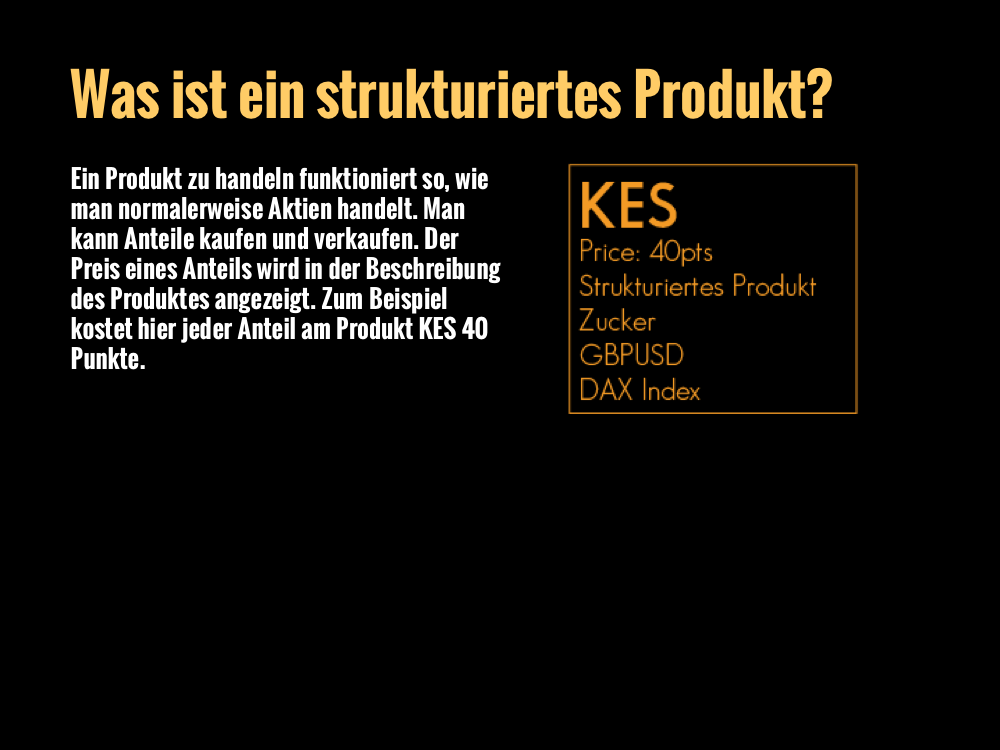 Was ist ein strukturiertes Produkt?
Ein Produkt zu handeln funktioniert so, wie
man normalerweise Aktien handelt. Man
kann Anteile kaufen und verkaufen. Der
Preis eines Anteils wird in der Beschreibung
des Produktes angezeigt. Zum Beispiel
kostet hier jeder Anteil am Produkt KES 40
Punkte.
KES
Price: 40pts
Strukturiertes Produkt
Zucker
GBPUSD
DAX Index